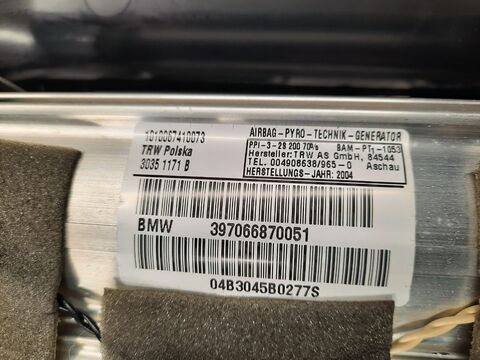 1010067410073
TRW Polska
3035 1171 B
AIRBAG-PYRO-TECHNIK-GENERATOR
PPI-3-2S 200 70% BAM-PT1-1053
Hersteller:TRW AS GmbH, 84544
TEL. 004908638/965-0 Aschau
HERSTELLUNGS-JAHR: 2004
BMW 397066870051
04B3045B0277S